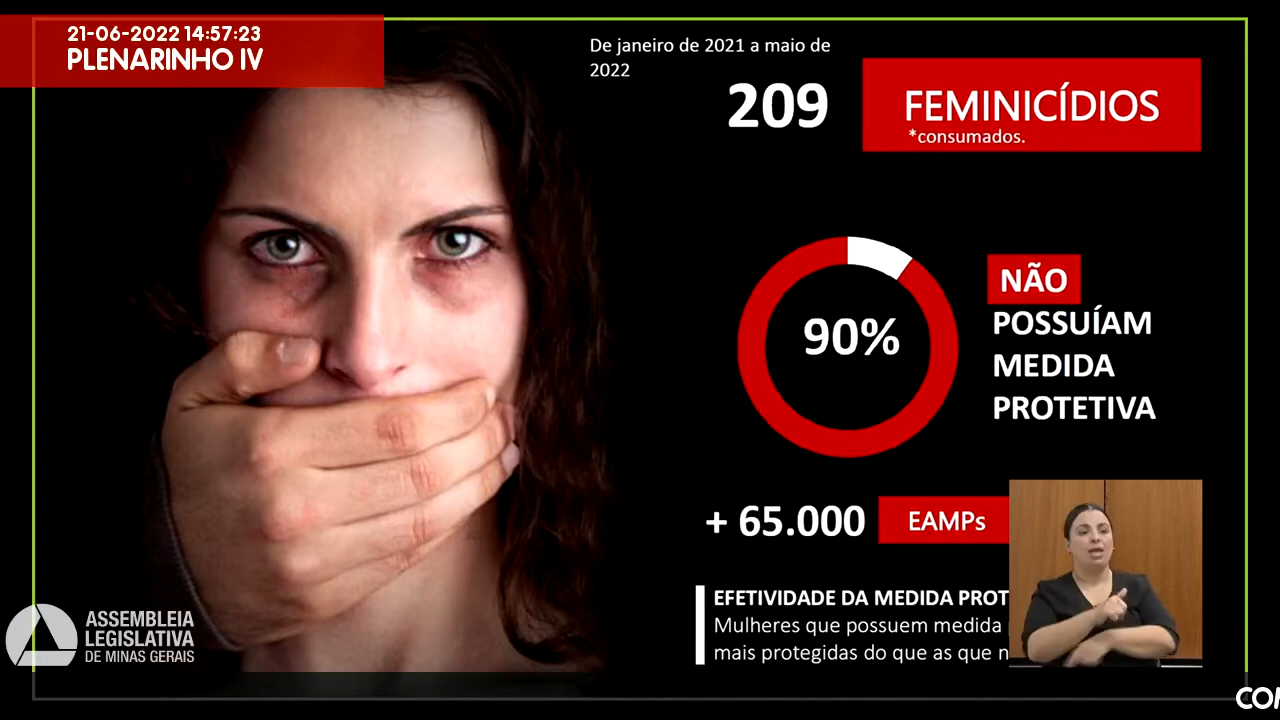 21-06-2022 14:57:23
PLENARINHO IV
De janeiro de 2021 a maio de
2022
209
FEMINICÍDIOS
*consumados.
90%
NÃO
POSSUÍAM
MEDIDA
PROTETIVA
+ 65.000
EAMPs
EFETIVIDADE DA MEDIDA PROT
Mulheres que possuem medida
mais protegidas do que as que n
ASSEMBLEIA
LEGISLATIVA
DE MINAS GERAIS